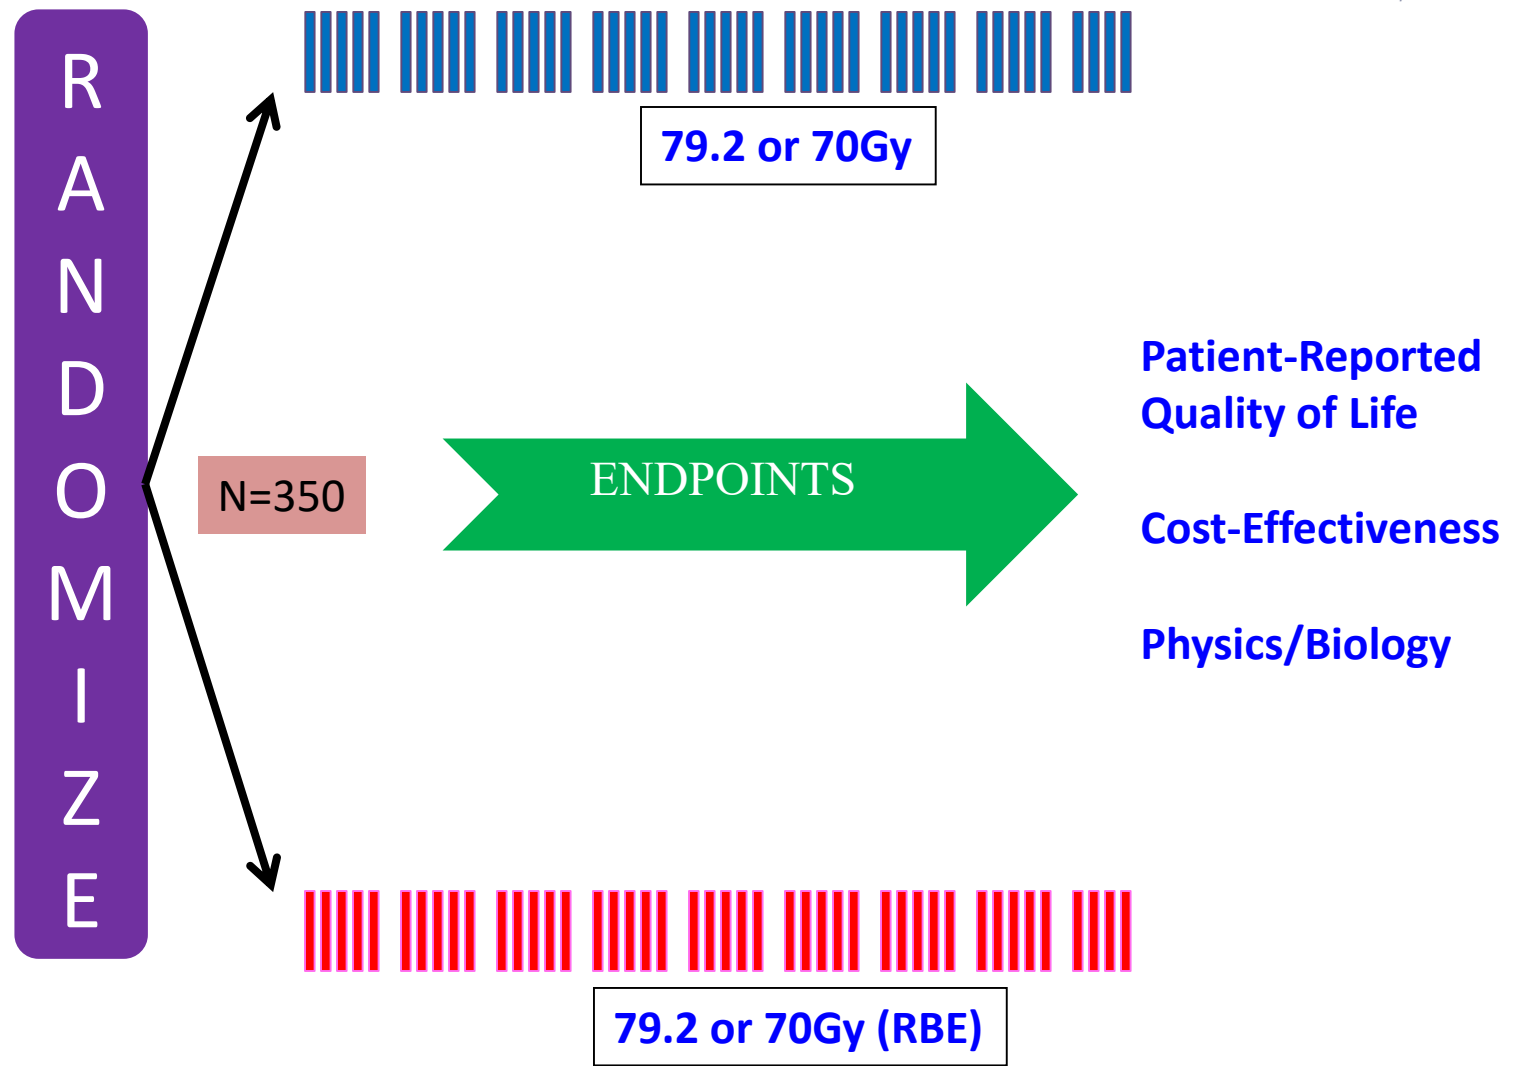 RANDOMIZE
79.2 or 70Gy
N=350
ENDPOINTS
Patient-Reported
Quality of Life
Cost-Effectiveness
Physics/Biology
79.2 or 70Gy (RBE)